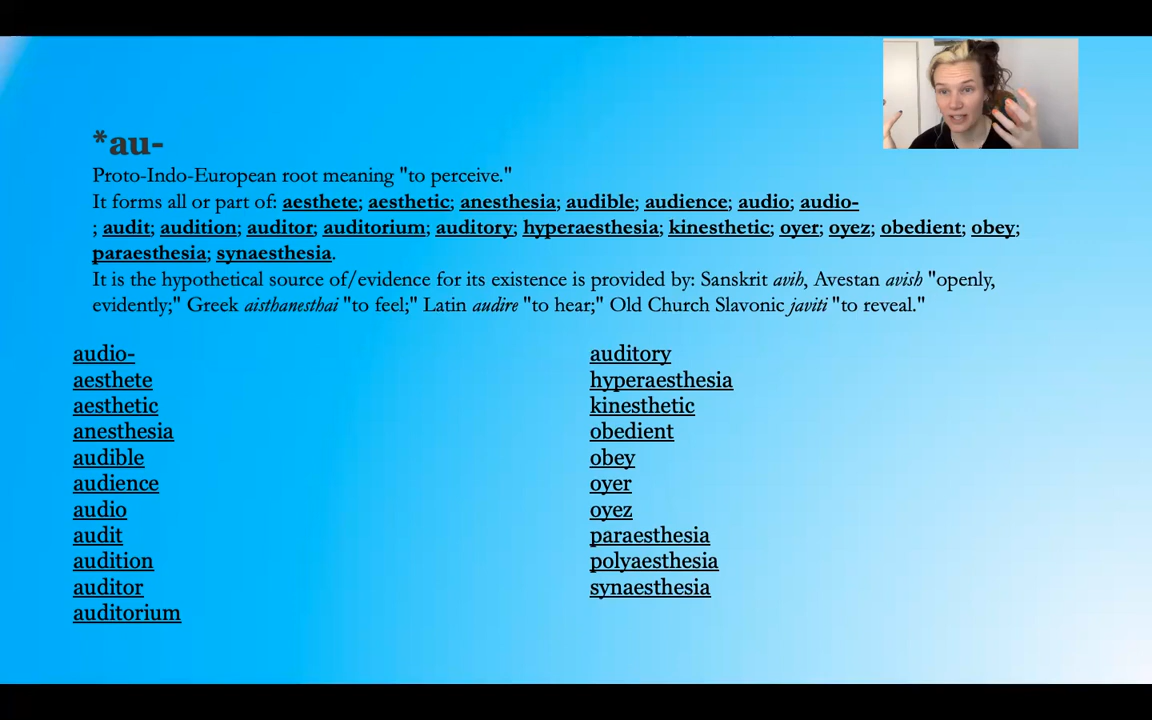 *au-
Proto-Indo-European root meaning "to perceive."
It forms all or part of: aesthete; aesthetic; anesthesia; audible; audience; audio; audio-
; audit; audition; auditor; auditorium; auditory; hyperaesthesia; kinesthetic; oyer; oyez; obedient; obey;
paraesthesia; synaesthesia.
It is the hypothetical source of/evidence for its existence is provided by: Sanskrit avih, Avestan avish "openly,
evidently;" Greek aisthanesthai "to feel;" Latin audire "to hear;" Old Church Slavonic javiti "to reveal."
audio-
aesthete
aesthetic
anesthesia
audible
audience
audio
audit
audition
auditor
auditorium
auditory
hyperaesthesia
kinesthetic
obedient
obey
oyer
oyez
paraesthesia
polyaesthesia
synaesthesia